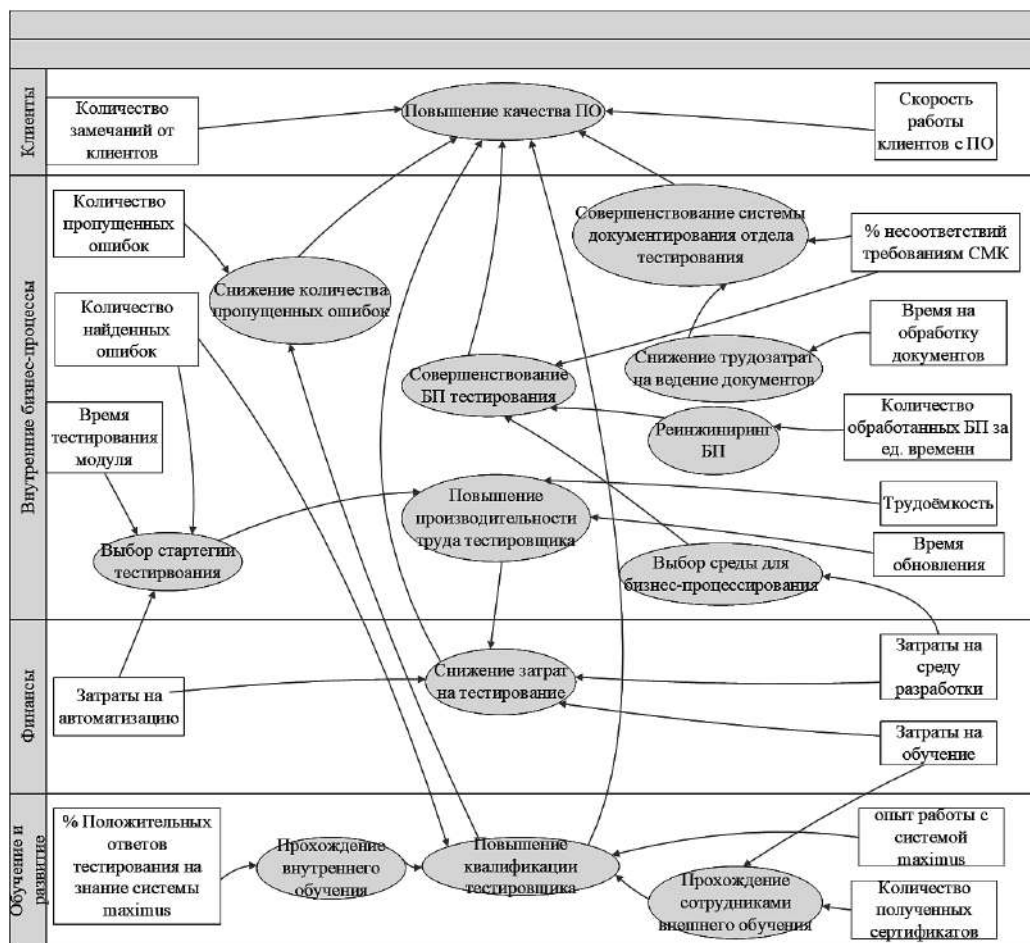 Клиенты
Количество
замечаний от
клиентов
Повышение качества ПО
Скорость
работы
клиентов с ПО
Внутренние бизнес-процессы
Количество
пропущенных
ошибок
Совершенствование системы
документирования отдела
тестирования
% несоответствий
требованиям СМК
Снижение количества
пропущенных ошибок
Количество
найденных
ошибок
Время на
обработку
документов
Снижение трудозатрат
на ведение документов
Совершенствование
БП тестирования
Время
тестирования
модуля
Реинжиниринг
БП
Количество
обработанных БП за
ед. времени
Повышение
производительности
труда тестировщика
Трудоёмкость
Время
обновления
Выбор стартегии
тестирвоания
Выбор среды для
бизнес-процессирования
Финансы
Затраты на
автоматизацию
Снижение затрат
на тестирование
Затраты на
среду
разработки
Затраты на
обучение
Обучение и
развитие
% Положительных
ответов
тестирования на
знание системы
maximus
Прохождение
внутреннего
обучения
Повышение
квалификации
тестировщика
опыт работы с
системой
maximus
Прохождение
сотрудниками
внешнего обучения
Количество
полученных
сертификатов